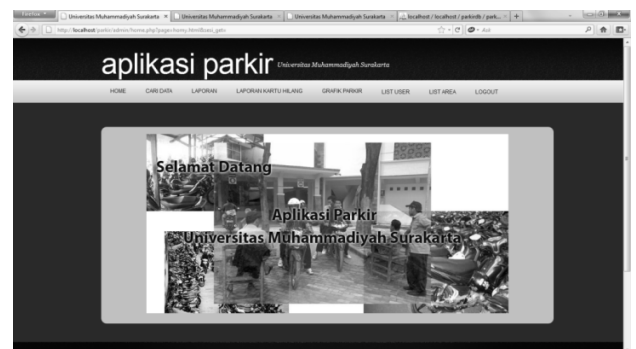 Universitas Muhammadiyah Surakarta
Universitas Muhammadiyah Surakarta
Universitas Muhammadiyah Surakarta
localhost / localhost / parkirdb / park...
aplikasi parkir Universitas Muhammadiyah Surakarta
HOME CARI DATA LAPORAN LAPORAN KARTU HILANG GRAFIK PARKIR LIST USER LIST AREA LOGOUT
Selamat Datang
Aplikasi Parkir
Universitas Muhammadiyah Surakarta